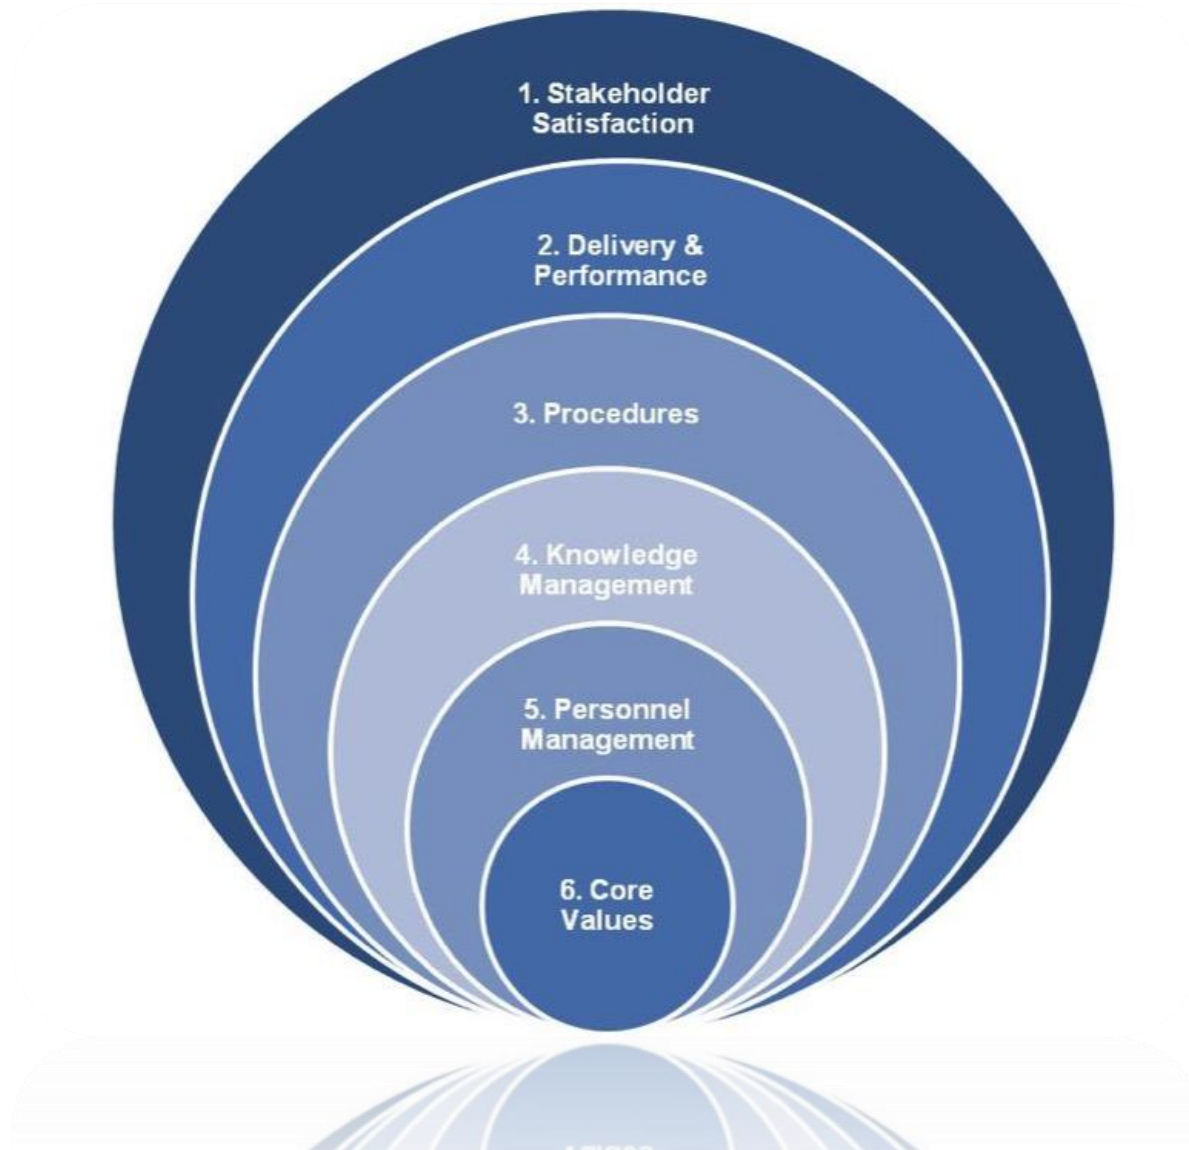 1. Stakeholder
Satisfaction
2. Delivery &
Performance
3. Procedures
4. Knowledge
Management
5. Personnel
Management
6. Core
Values